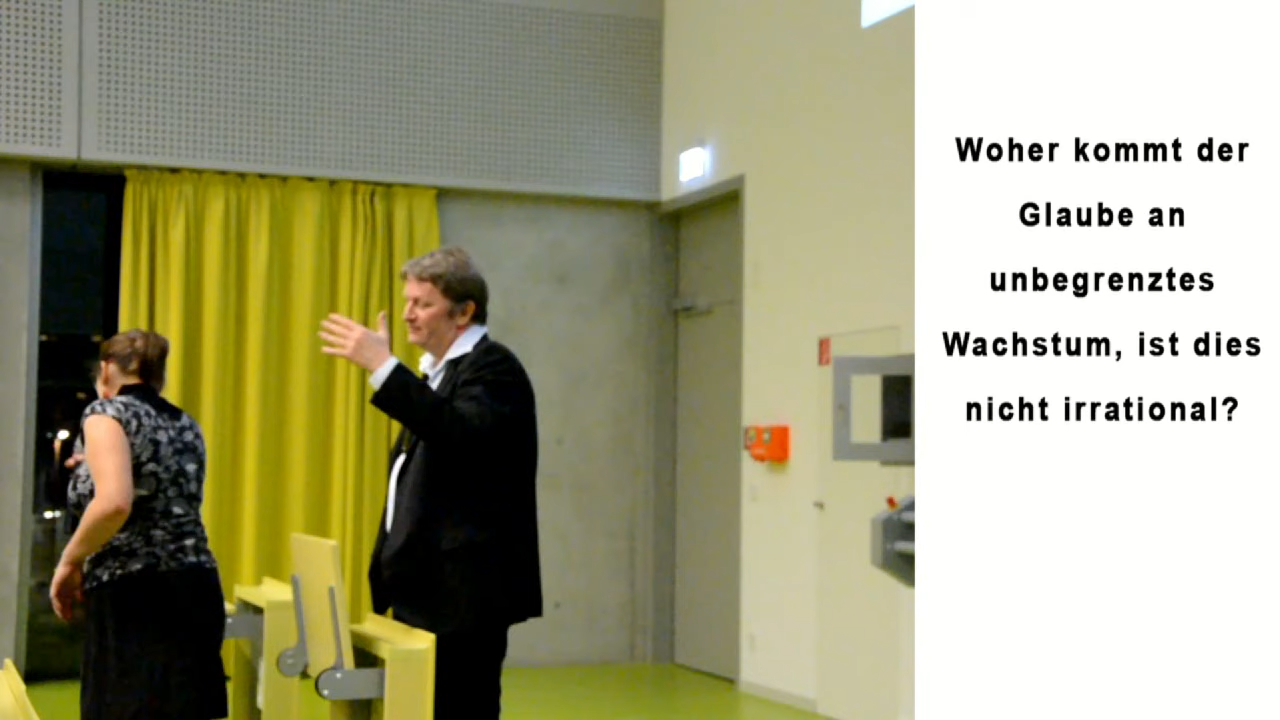 Woher kommt der
Glaube an
unbegrenztes
Wachstum, ist dies
nicht irrational?